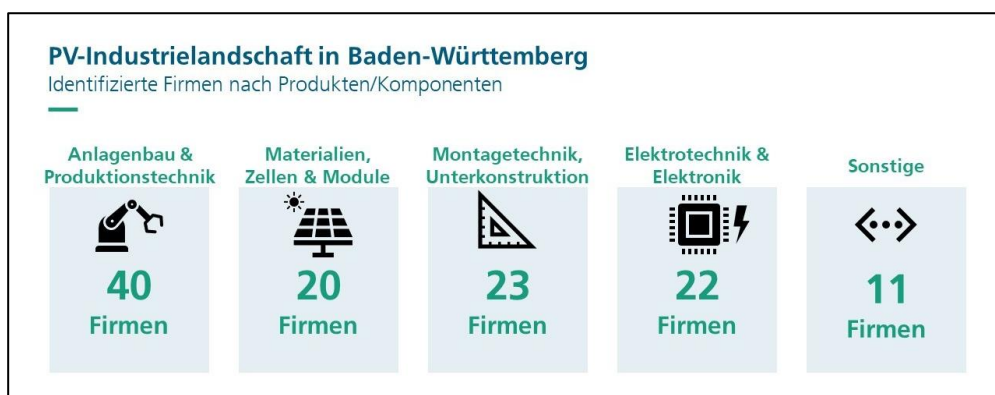 PV-Industrielandschaft in Baden-Württemberg
Identifizierte Firmen nach Produkten/Komponenten
Anlagenbau &
Produktionstechnik
40
Firmen
Materialien,
Zellen & Module
20
Firmen
Montagetechnik,
Unterkonstruktion
23
Firmen
Elektrotechnik &
Elektronik
22
Firmen
Sonstige
11
Firmen